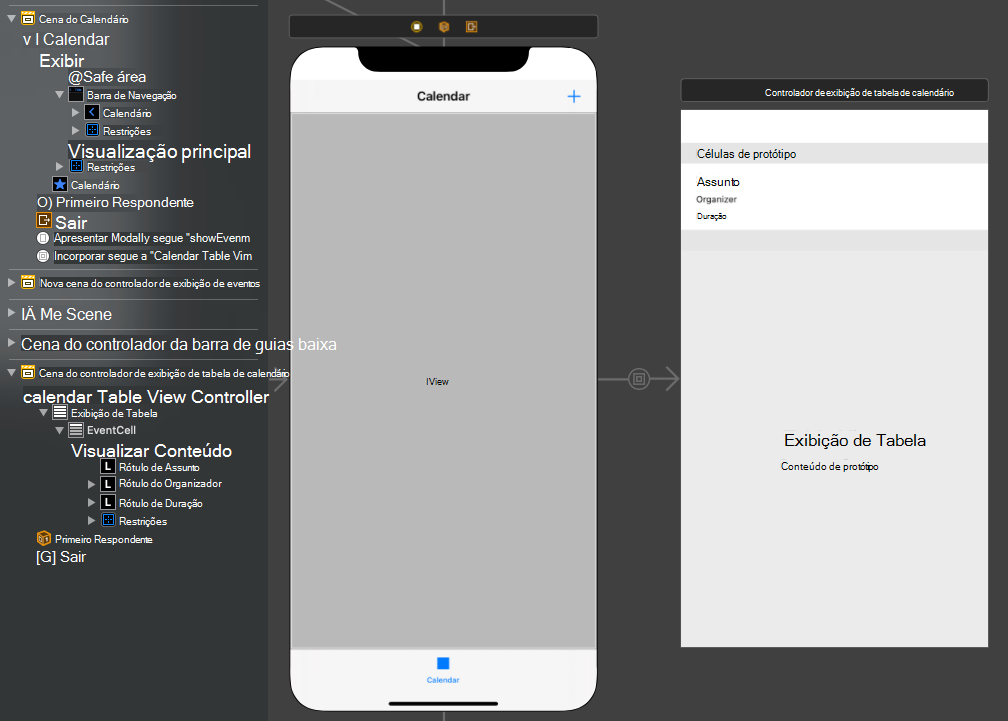 Cena do Calendário
v I Calendar
Exibir
@Safe área
Barra de Navegação
Calendário
Restrições
Visualização principal
Restrições
Calendário
O) Primeiro Respondente
Sair
Apresentar Modally segue "showEvenm
Incorporar segue a "Calendar Table Vim
Nova cena do controlador de exibição de eventos
IÄ Me Scene
Cena do controlador da barra de guias baixa
Cena do controlador de exibição de tabela de calendário
calendar Table View Controller
Exibição de Tabela
EventCell
Visualizar Conteúdo
L Rótulo de Assunto
L Rótulo do Organizador
L Rótulo de Duração
Restrições
Primeiro Respondente
[G] Sair
Calendar +
IView
Calendar
Controlador de exibição de tabela de calendário
Células de protótipo
Assunto
Organizer
Duração
Exibição de Tabela
Conteúdo de protótipo